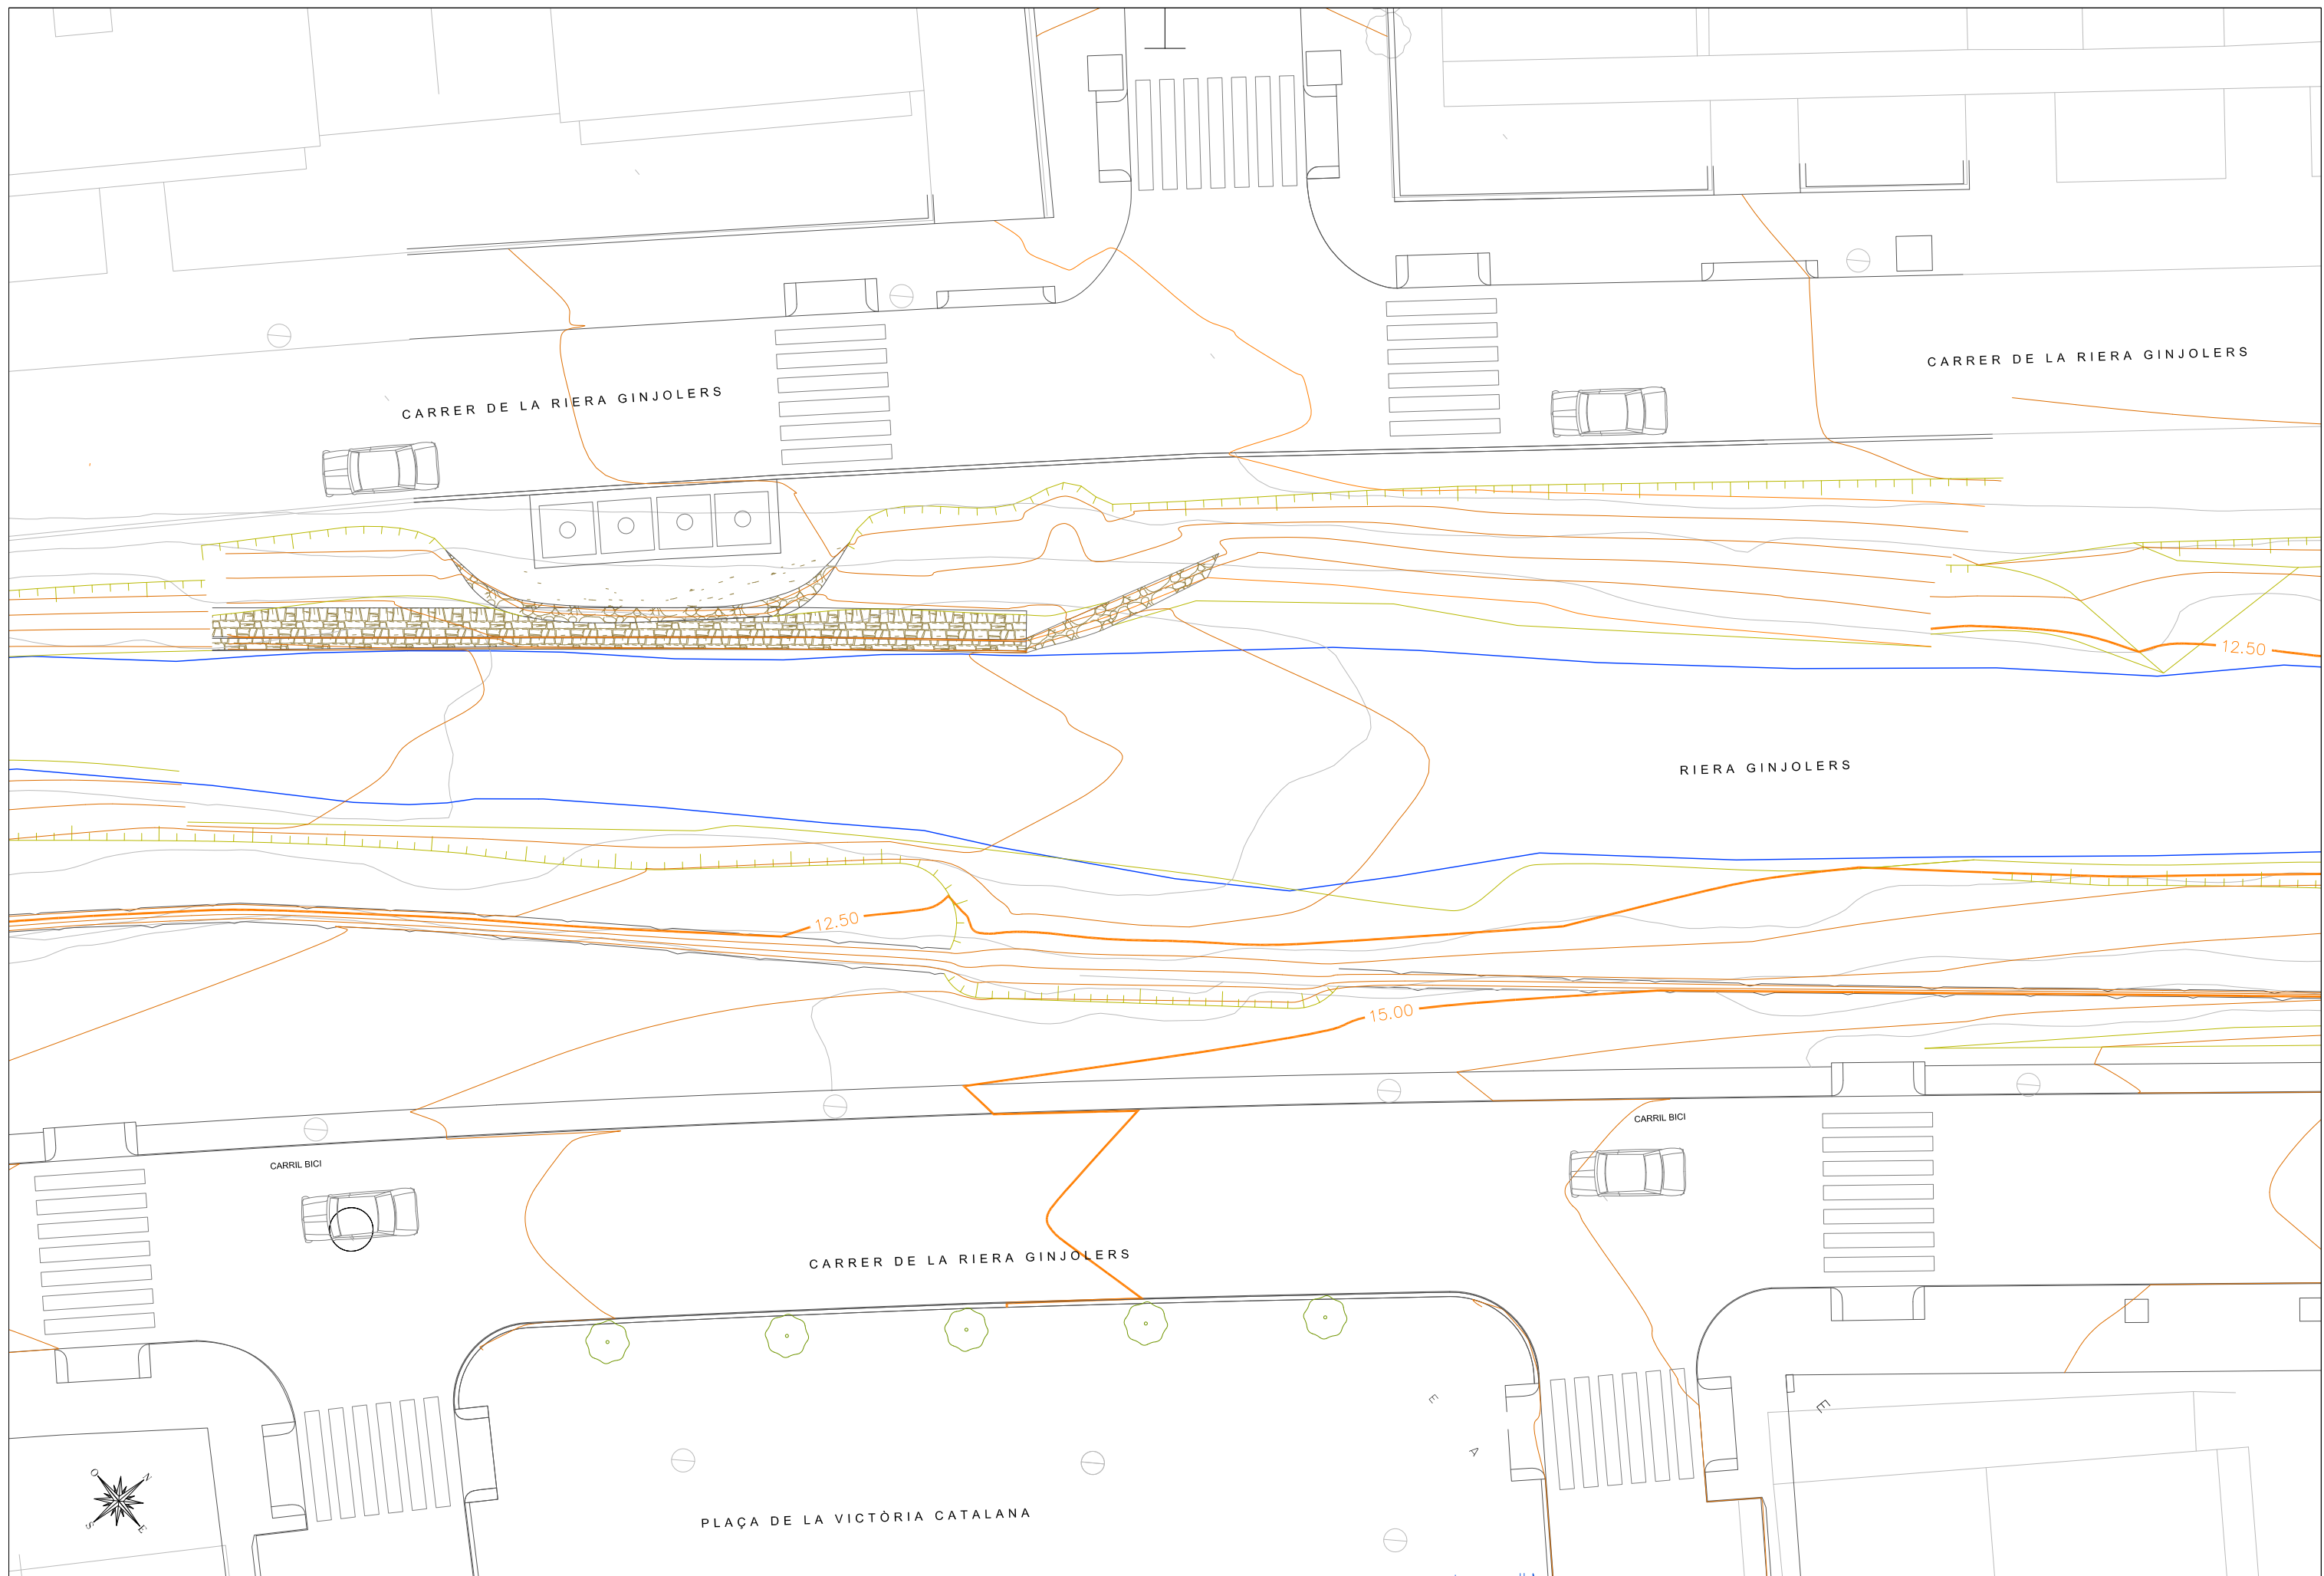 CARRER DE LA RIERA GINJOLERS
CARRER DE LA RIERA GINJOLERS
12.50
RIERA GINJOLERS
12.50
15.00
CARRIL BICI
CARRIL BICI
CARRER DE LA RIERA GINJOLERS
E
E
A
O N
S E
PLAÇA DE LA VICTÒRIA CATALANA